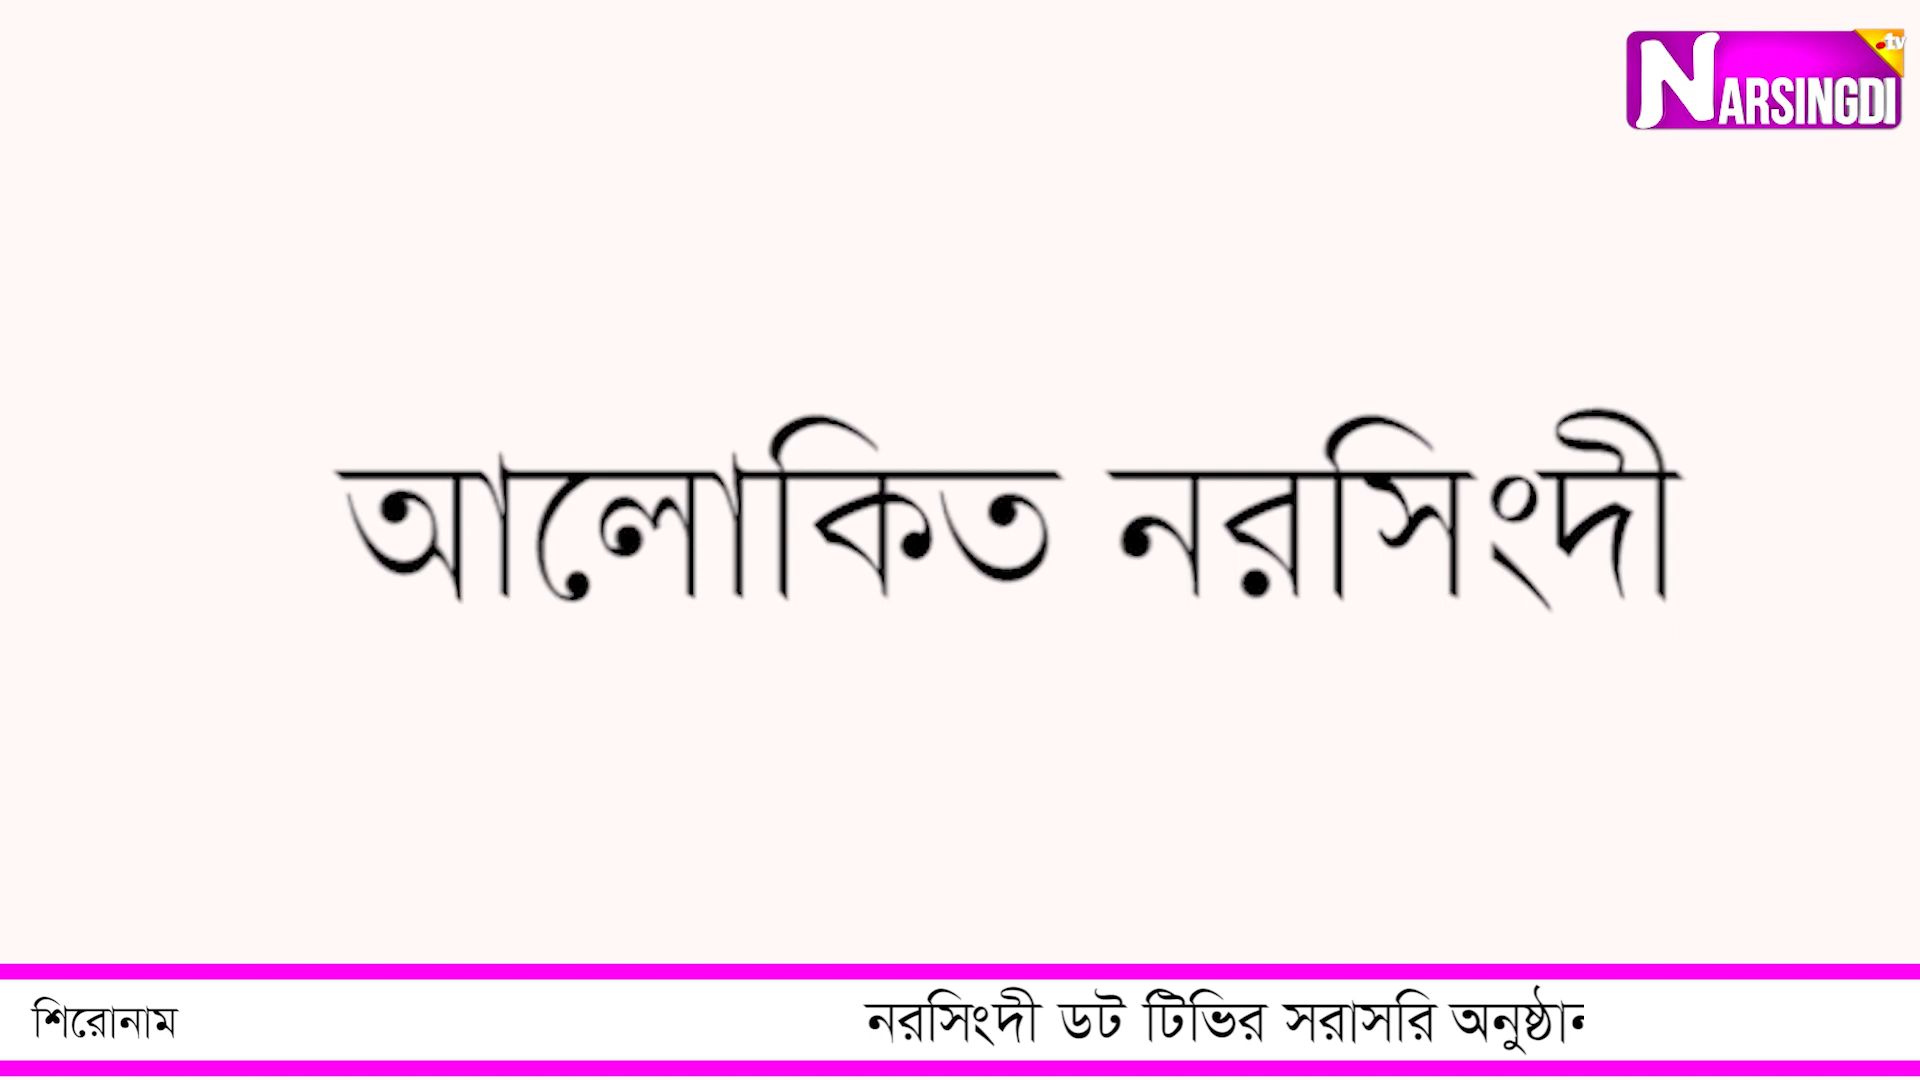 .tv
NARSINGDI
আলোকিত নরসিংদী
শিরোনাম
নরসিংদী ডট টিভির সরাসরি অনুষ্ঠান